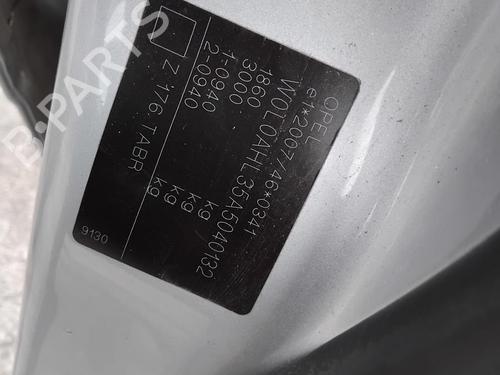 OPEL
e1*2007/46*0341
W0L0AHL35A5040132
1860 kg
3000 kg
1-0940 kg
2-0940 kg
Z 176 TABR
9130
B-PARTS